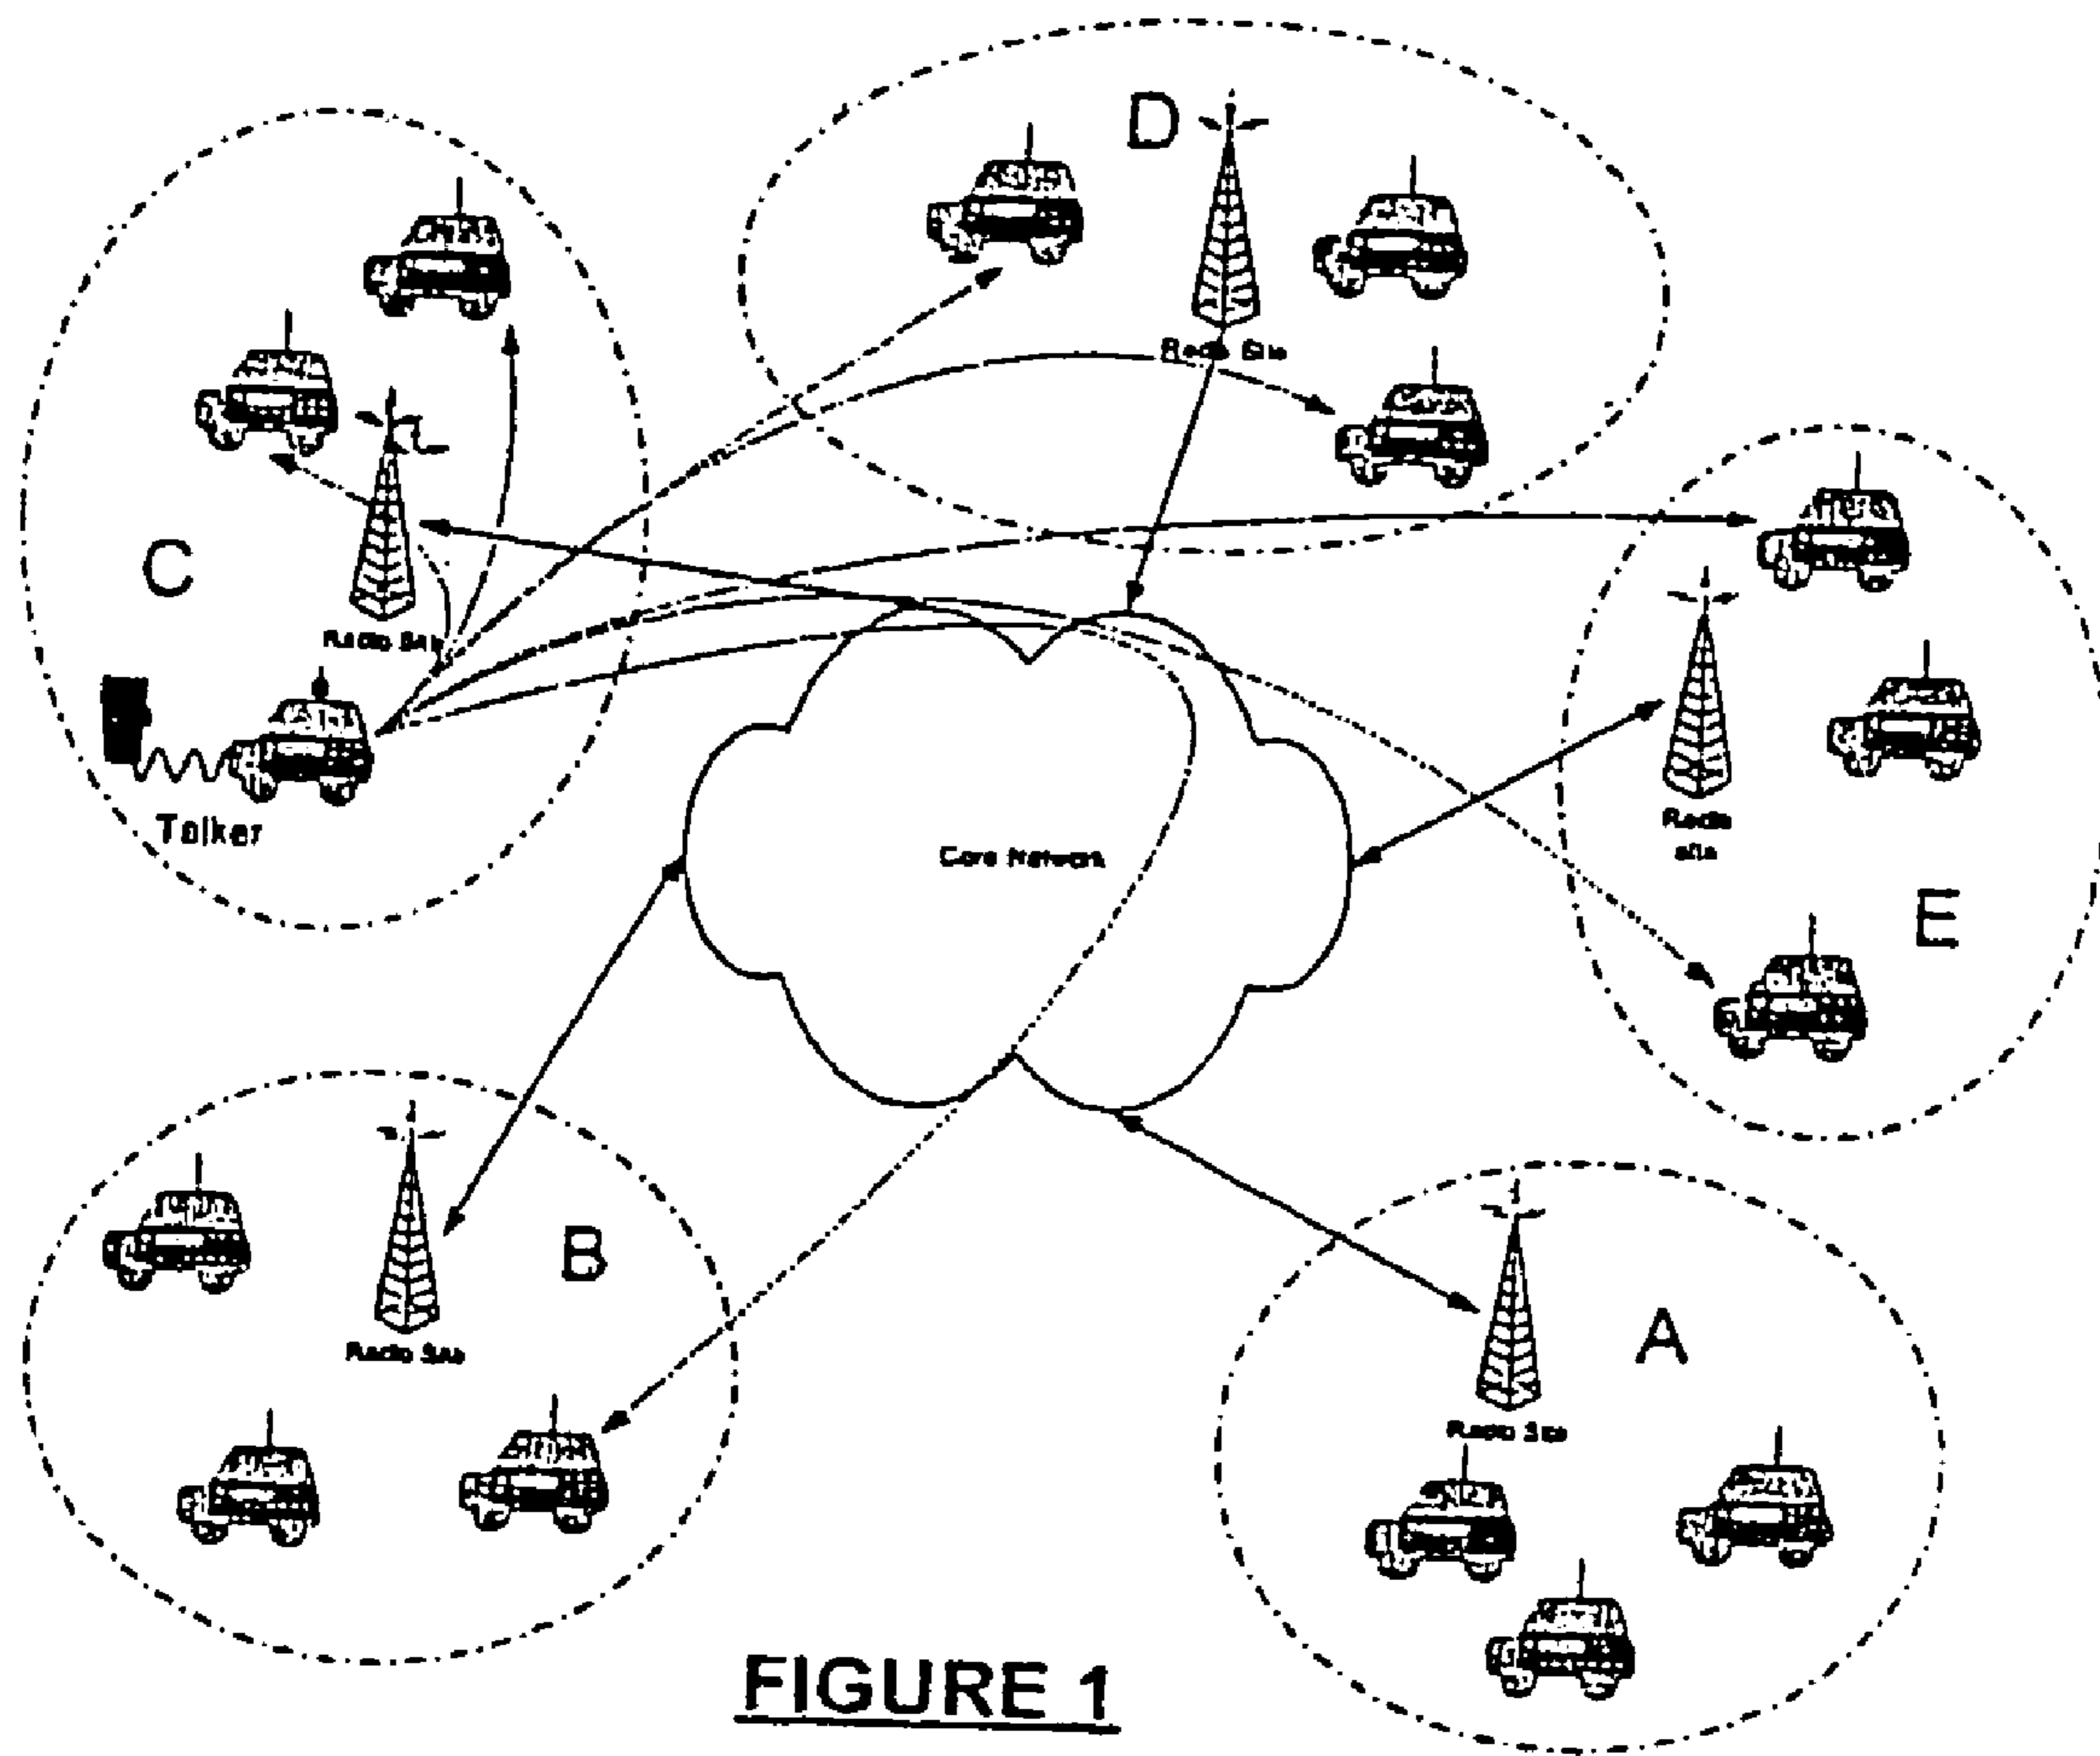 D
Radio Site
C
Radio Site
Talker
Core Network
Radio
site
E
B
Radio Site
A
Radio Site
FIGURE 1